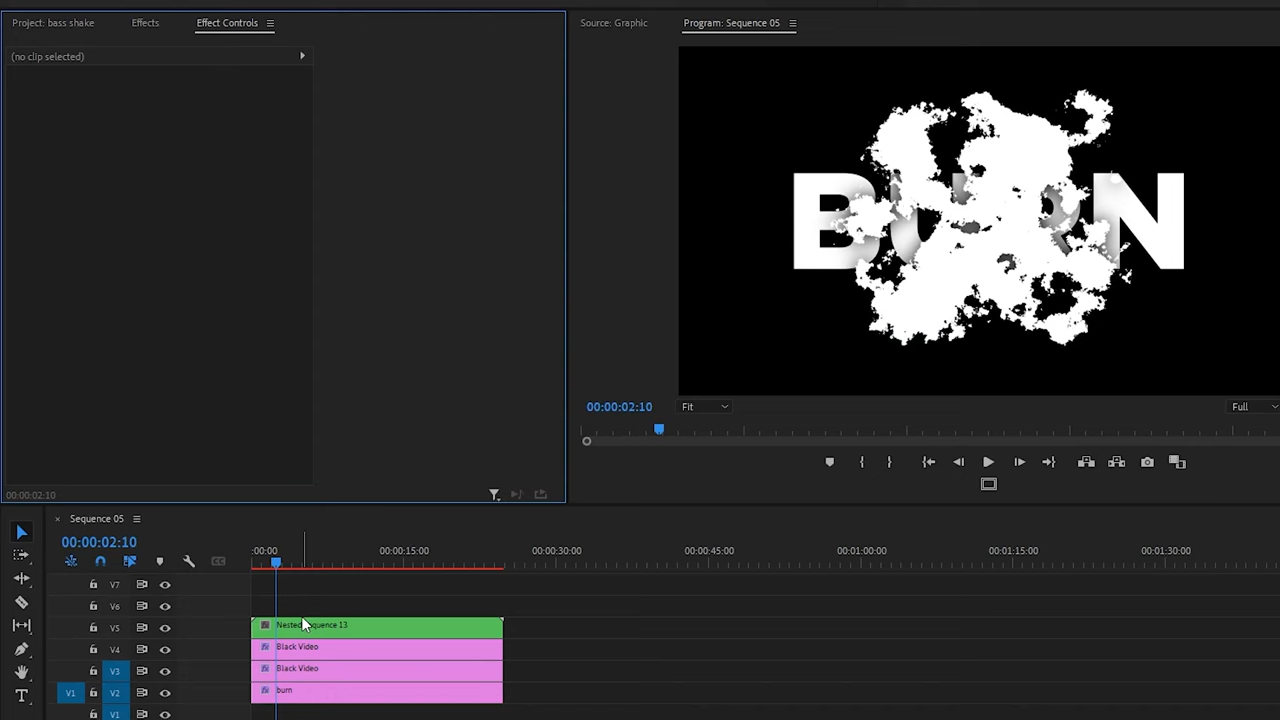 Project: bass shake
Effects
Effect Controls
Source: Graphic
Program: Sequence 05
(no clip selected)
BURN
00:00:02:10
Fit
Full
00:00:02:10
Sequence 05
00:00:02:10
:00:00
00:00:15:00
00:00:30:00
00:00:45:00
00:01:00:00
00:01:15:00
00:01:30:00
V7
V6
V5
Nested Sequence 13
V4
Black Video
V3
Black Video
V1
V2
burn
V1